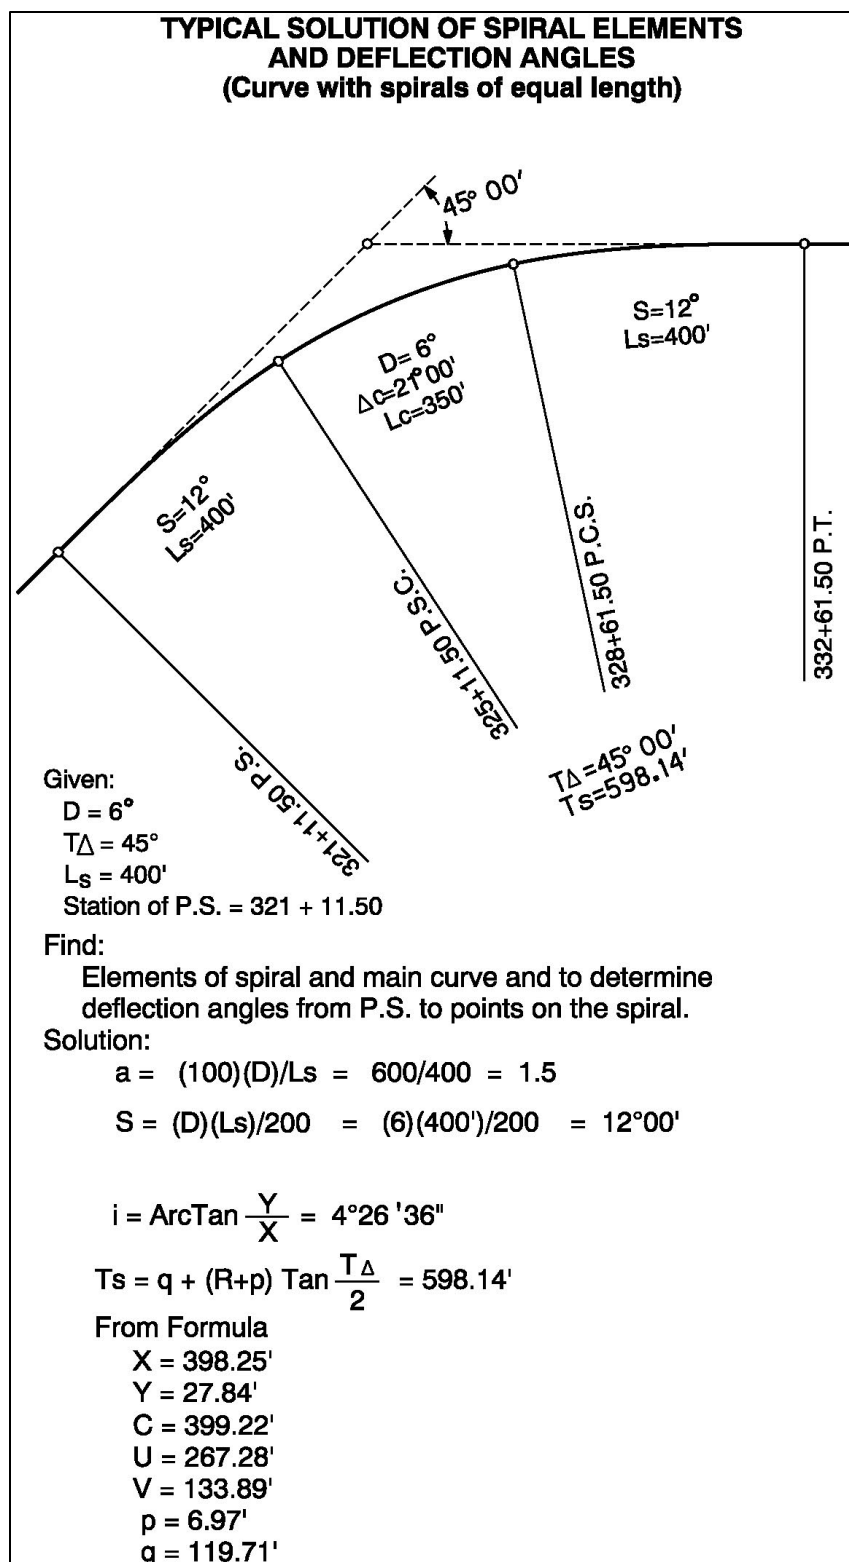 TYPICAL SOLUTION OF SPIRAL ELEMENTS
AND DEFLECTION ANGLES
(Curve with spirals of equal length)
45° 00'
S=12°
Ls=400'
D= 6°
Δc=21°00'
Lc=350'
S=12°
Ls=400'
321+11.50 P.S.
325+11.50 P.S.C.
328+61.50 P.C.S.
332+61.50 P.T.
TΔ=45° 00'
Ts=598.14'
Given:
D = 6°
TΔ = 45°
Ls = 400'
Station of P.S. = 321 + 11.50
Find:
Elements of spiral and main curve and to determine
deflection angles from P.S. to points on the spiral.
Solution:
a = (100)(D)/Ls = 600/400 = 1.5
S = (D)(Ls)/200 = (6)(400')/200 = 12°00'
i = ArcTan Y/X = 4°26 '36"
Ts = q + (R+p) Tan TΔ/2 = 598.14'
From Formula
X = 398.25'
Y = 27.84'
C = 399.22'
U = 267.28'
V = 133.89'
p = 6.97'
q = 119.71'